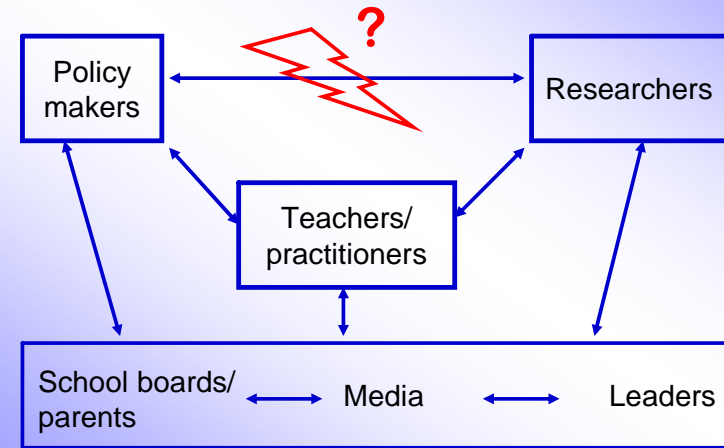 ?
Policy
makers
Researchers
Teachers/
practitioners
School boards/
parents
Media
Leaders